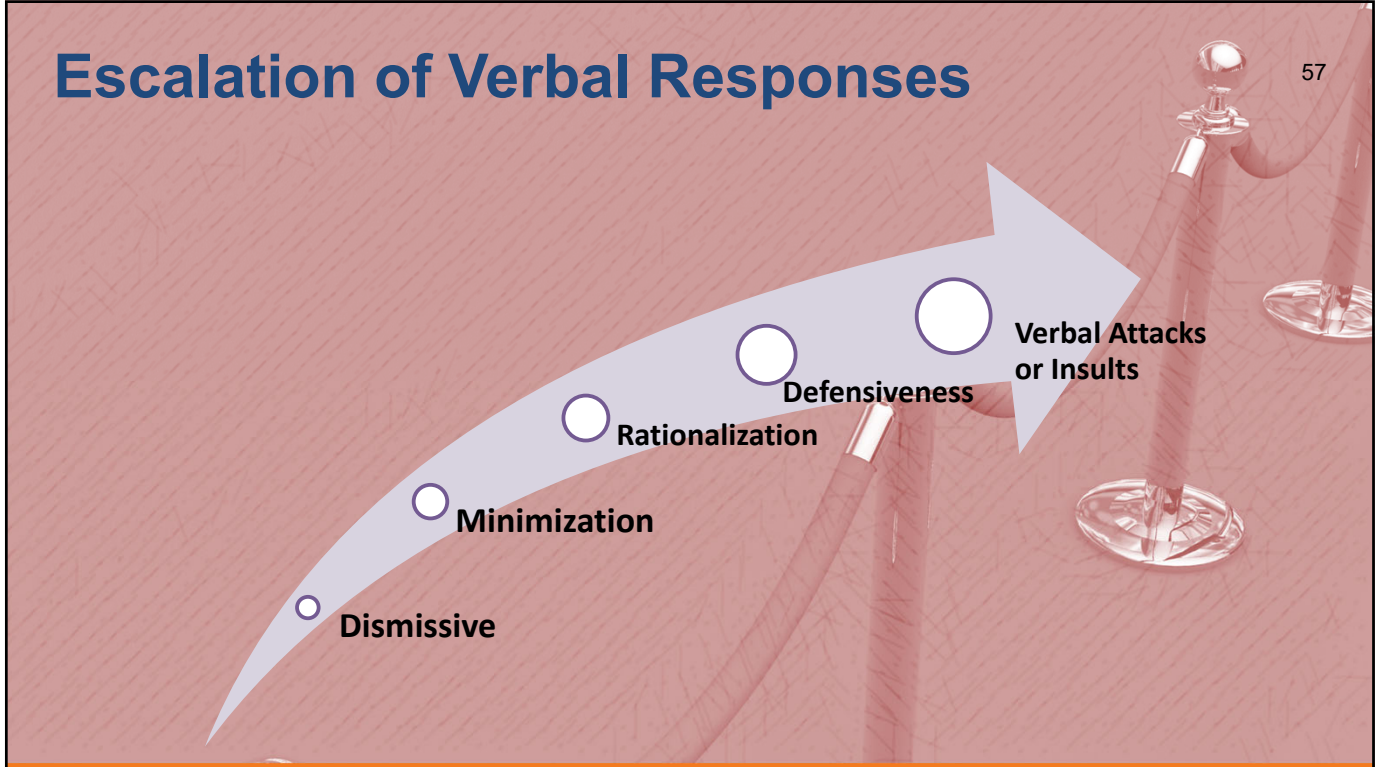 Escalation of Verbal Responses
57
Verbal Attacks
or Insults
Defensiveness
Rationalization
Minimization
Dismissive